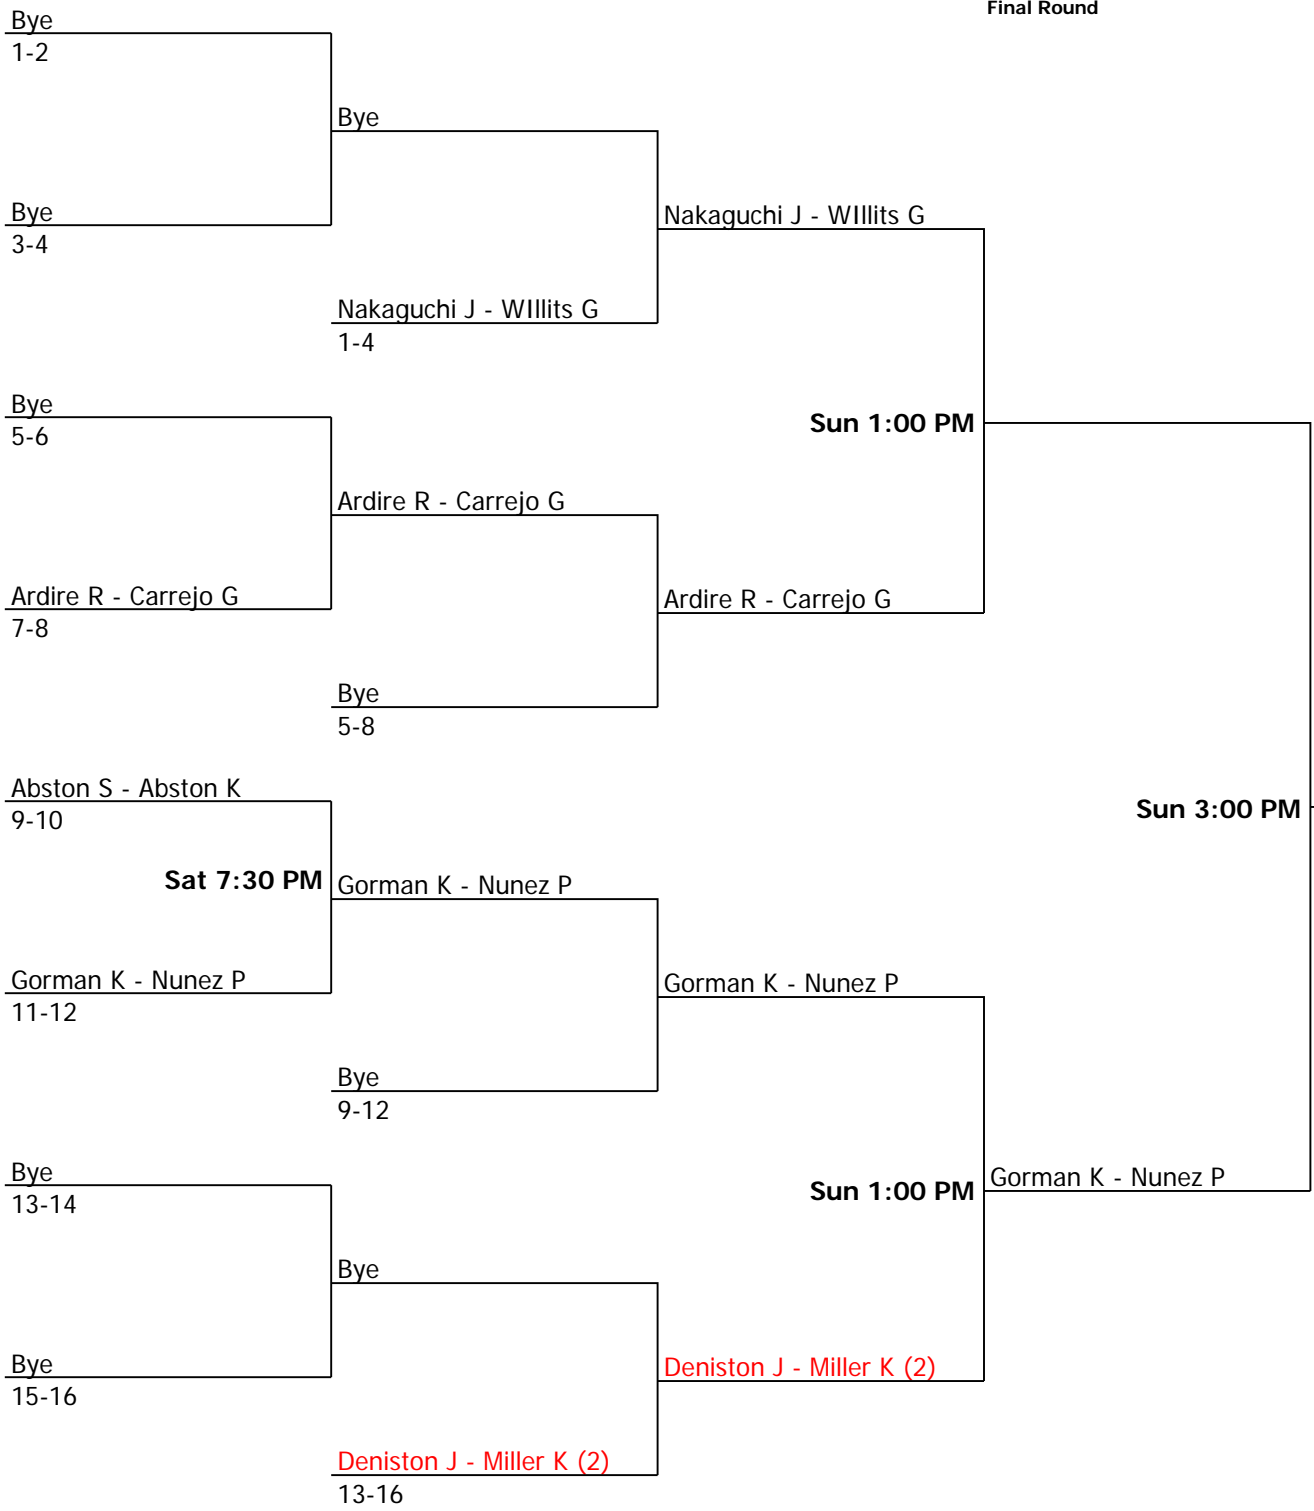 Final Round
Bye
1-2
Bye
Bye
3-4
Nakaguchi J - WIllits G
Nakaguchi J - WIllits G
1-4
Bye
5-6
Sun 1:00 PM
Ardire R - Carrejo G
Ardire R - Carrejo G
7-8
Ardire R - Carrejo G
Bye
5-8
Abston S - Abston K
9-10
Sun 3:00 PM
Sat 7:30 PM
Gorman K - Nunez P
Gorman K - Nunez P
11-12
Gorman K - Nunez P
Bye
9-12
Bye
13-14
Sun 1:00 PM
Gorman K - Nunez P
Bye
Bye
15-16
Deniston J - Miller K (2)
Deniston J - Miller K (2)
13-16